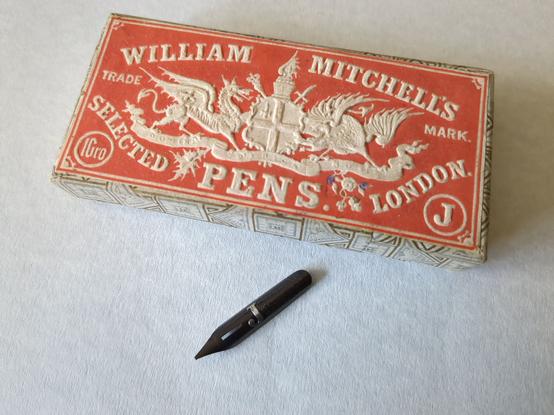 WILLIAM MITCHELL'S
TRADE MARK.
SELECTED PENS. LONDON.
1Gro
J